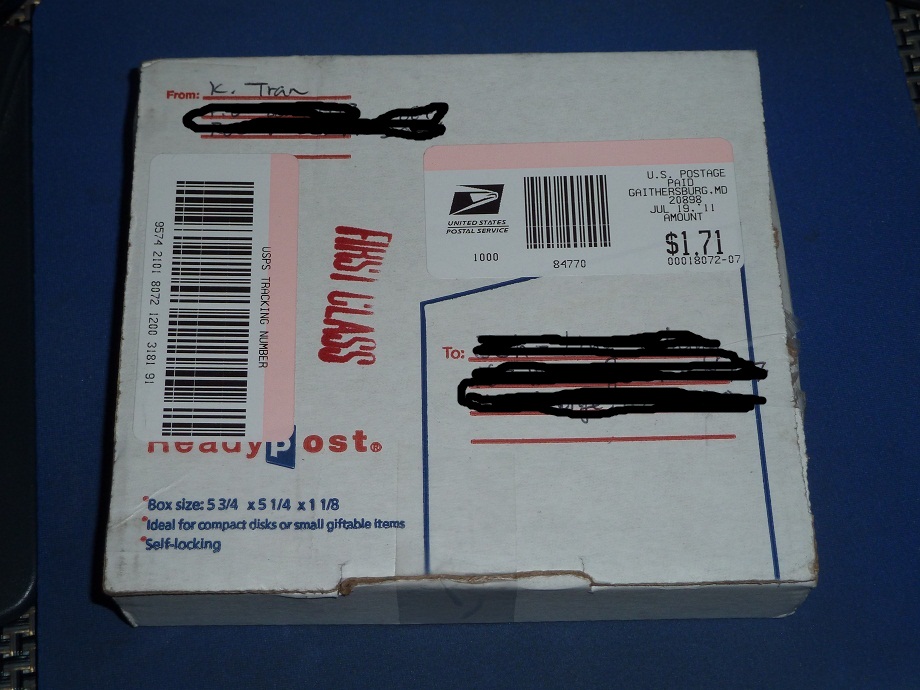 From: K. Tran
U.S. POSTAGE
PAID
GAITHERSBURG, MD
20898
JUL 19, '11
AMOUNT
$1.71
00018072-07
UNITED STATES
POSTAL SERVICE
1000
84770
USPS TRACKING NUMBER
9574 2101 8072 1200 3181 91
FIRST CLASS
To:
ReadyPost®
*Box size: 5 3/4 x 5 1/4 x 1 1/8
*Ideal for compact disks or small giftable items
*Self-locking